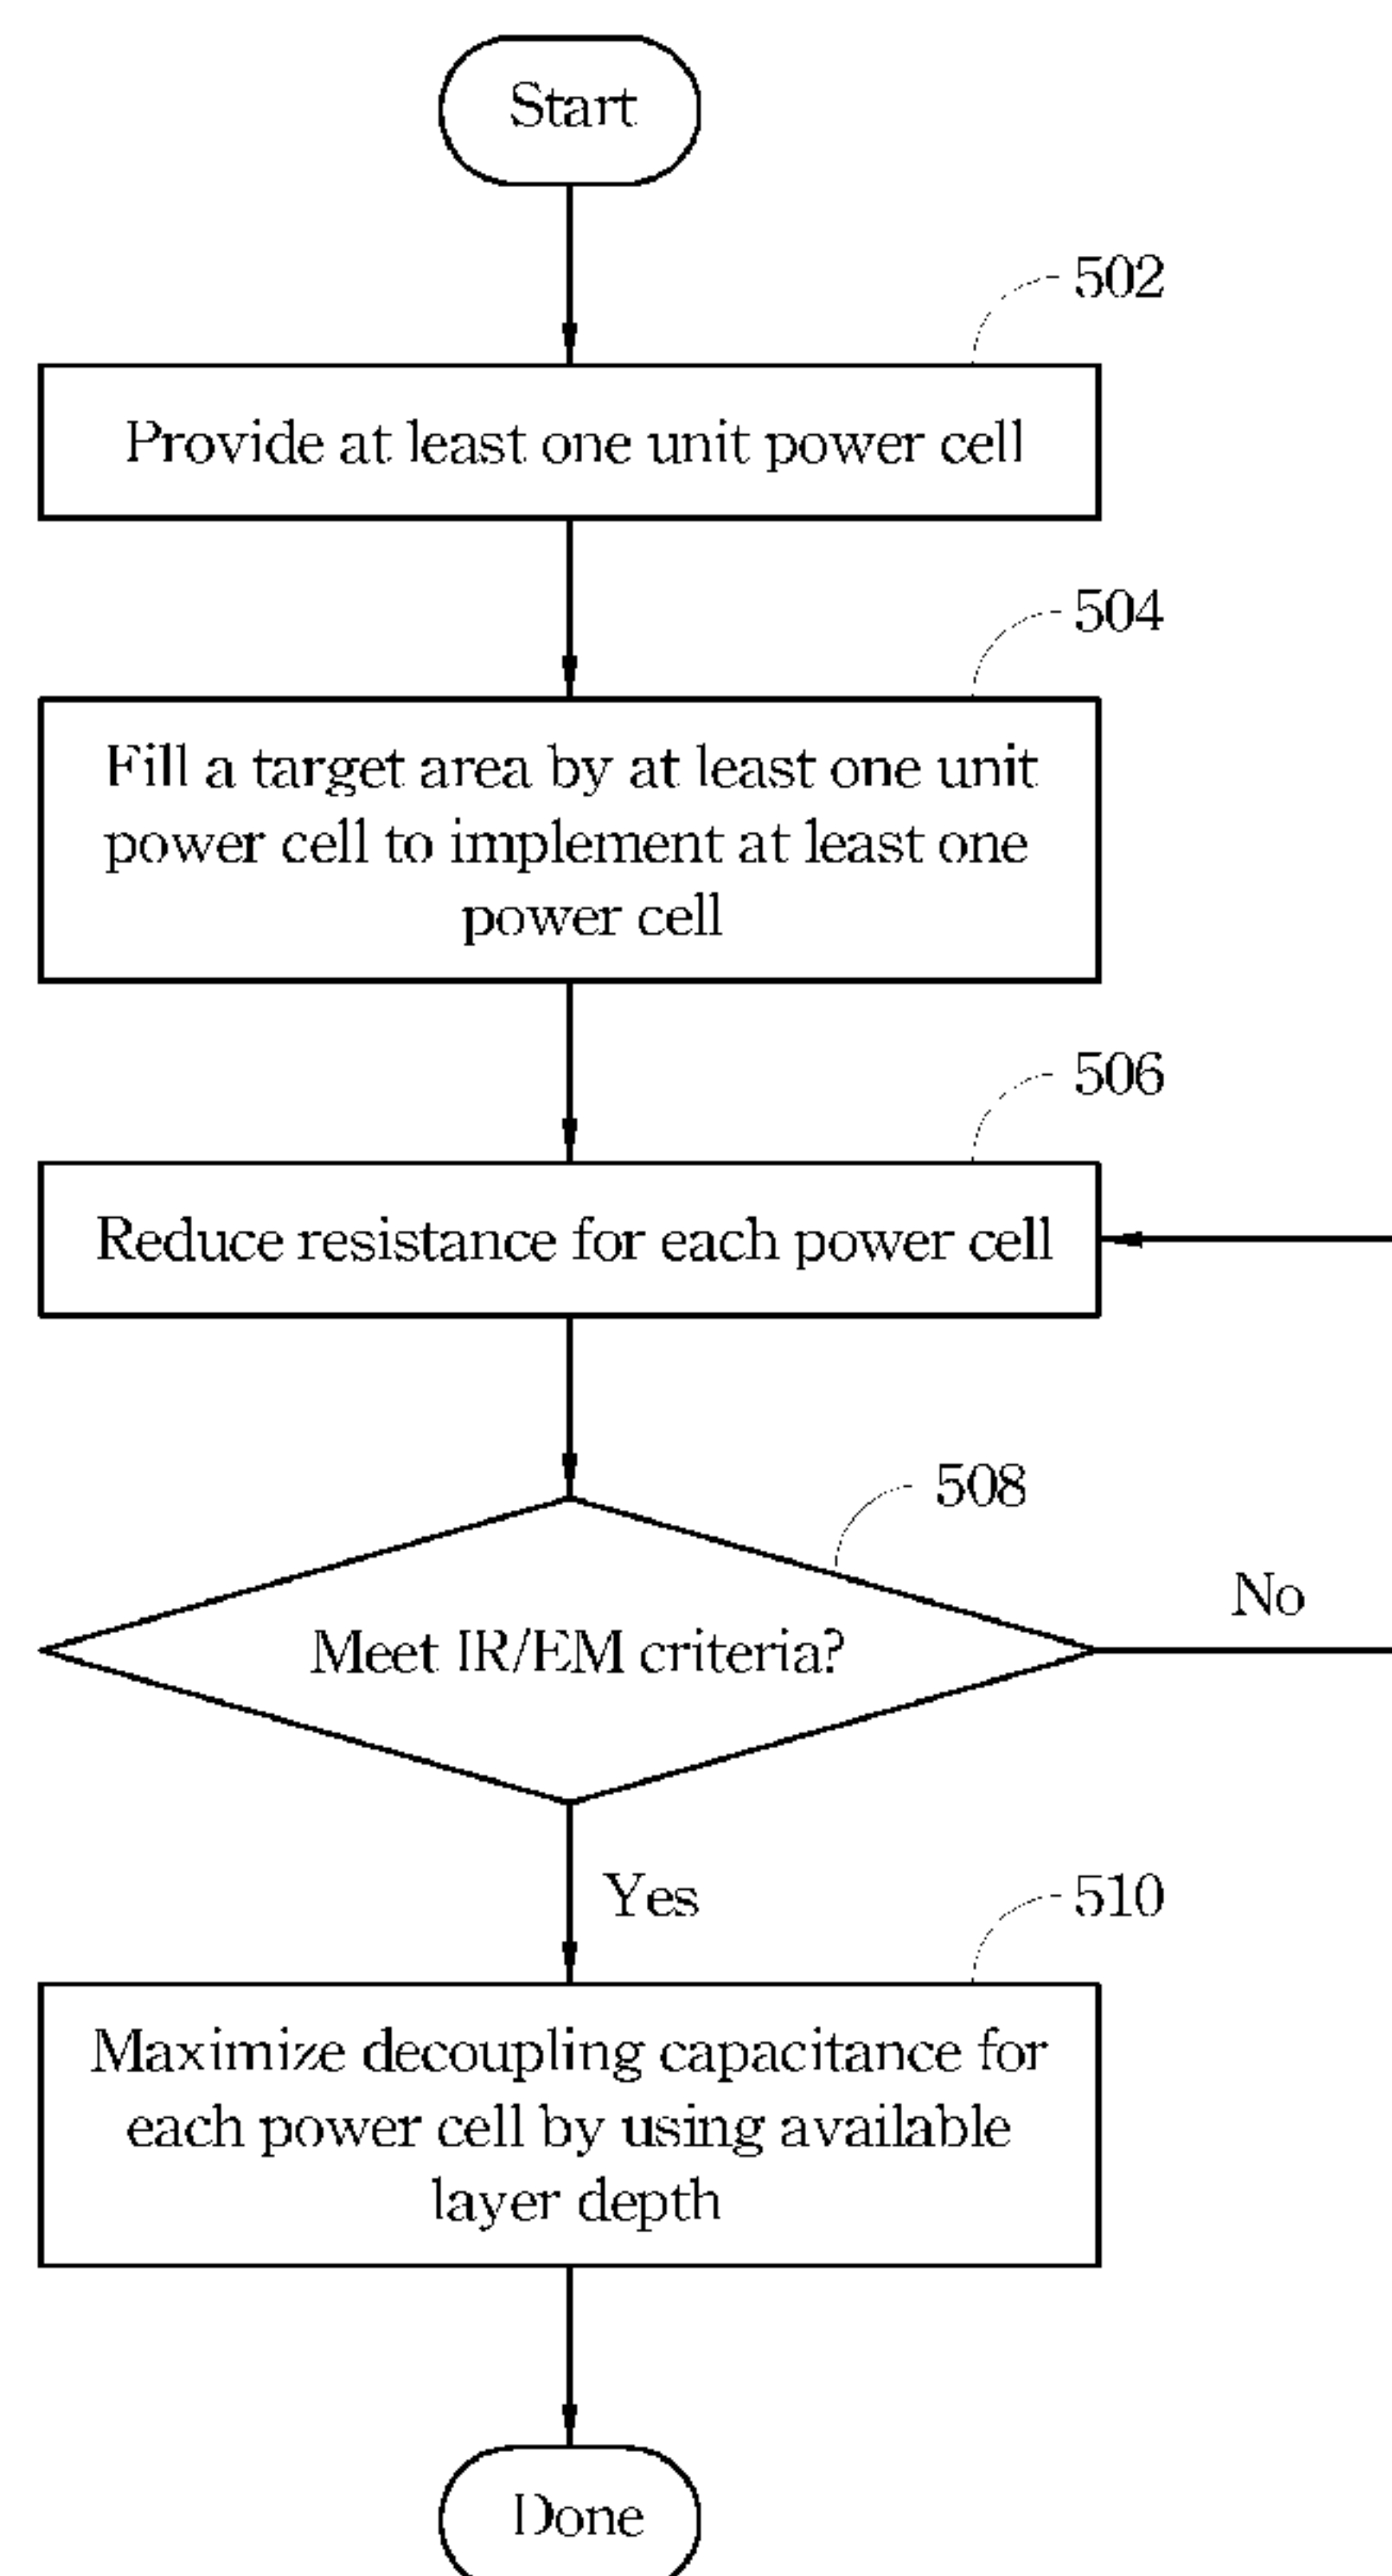 Start
502
Provide at least one unit power cell
504
Fill a target area by at least one unit
power cell to implement at least one
power cell
506
Reduce resistance for each power cell
508
Meet IR/EM criteria?
No
Yes
510
Maximize decoupling capacitance for
each power cell by using available
layer depth
Done